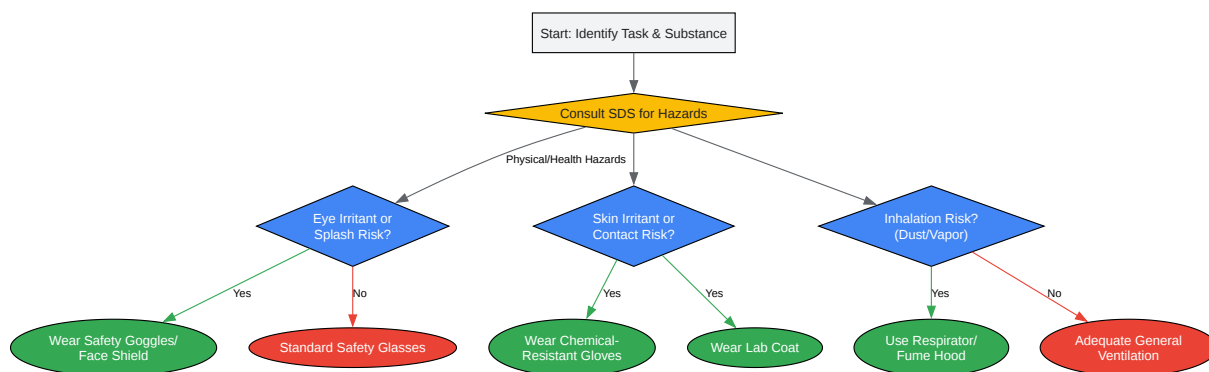 Start: Identify Task & Substance
Consult SDS for Hazards
Physical/Health Hazards
Eye Irritant or
Splash Risk?
Skin Irritant or
Contact Risk?
Inhalation Risk?
(Dust/Vapor)
Yes
No
Yes
Yes
Yes
No
Wear Safety Goggles/
Face Shield
Standard Safety Glasses
Wear Chemical-
Resistant Gloves
Wear Lab Coat
Use Respirator/
Fume Hood
Adequate General
Ventilation